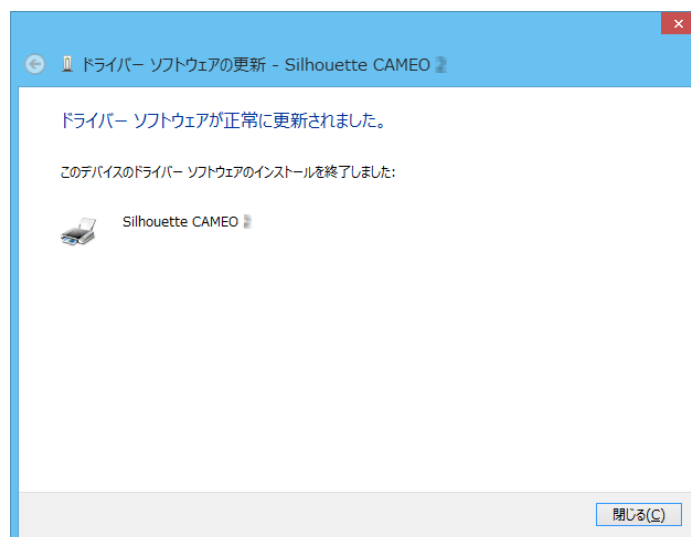 ドライバー ソフトウェアの更新 - Silhouette CAMEO
ドライバー ソフトウェアが正常に更新されました。
このデバイスのドライバー ソフトウェアのインストールを終了しました:
Silhouette CAMEO
閉じる(C)